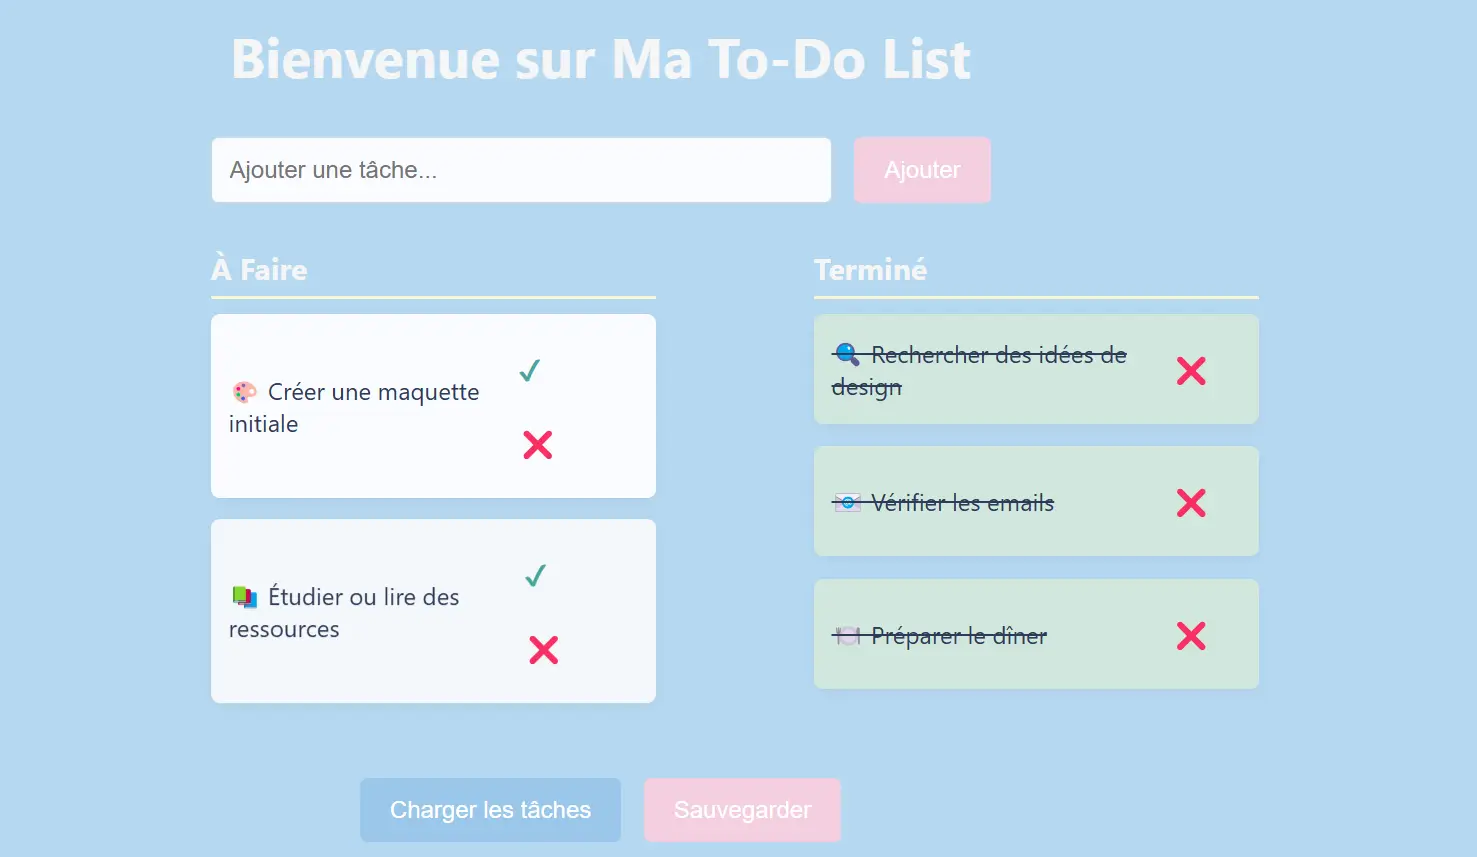 Bienvenue sur Ma To-Do List
Ajouter une tâche...
Ajouter
À Faire
🎨 Créer une maquette
initiale
📚 Étudier ou lire des
ressources
Terminé
🔍 Rechercher des idées de
design
📧 Vérifier les emails
🍽️ Préparer le dîner
Charger les tâches
Sauvegarder